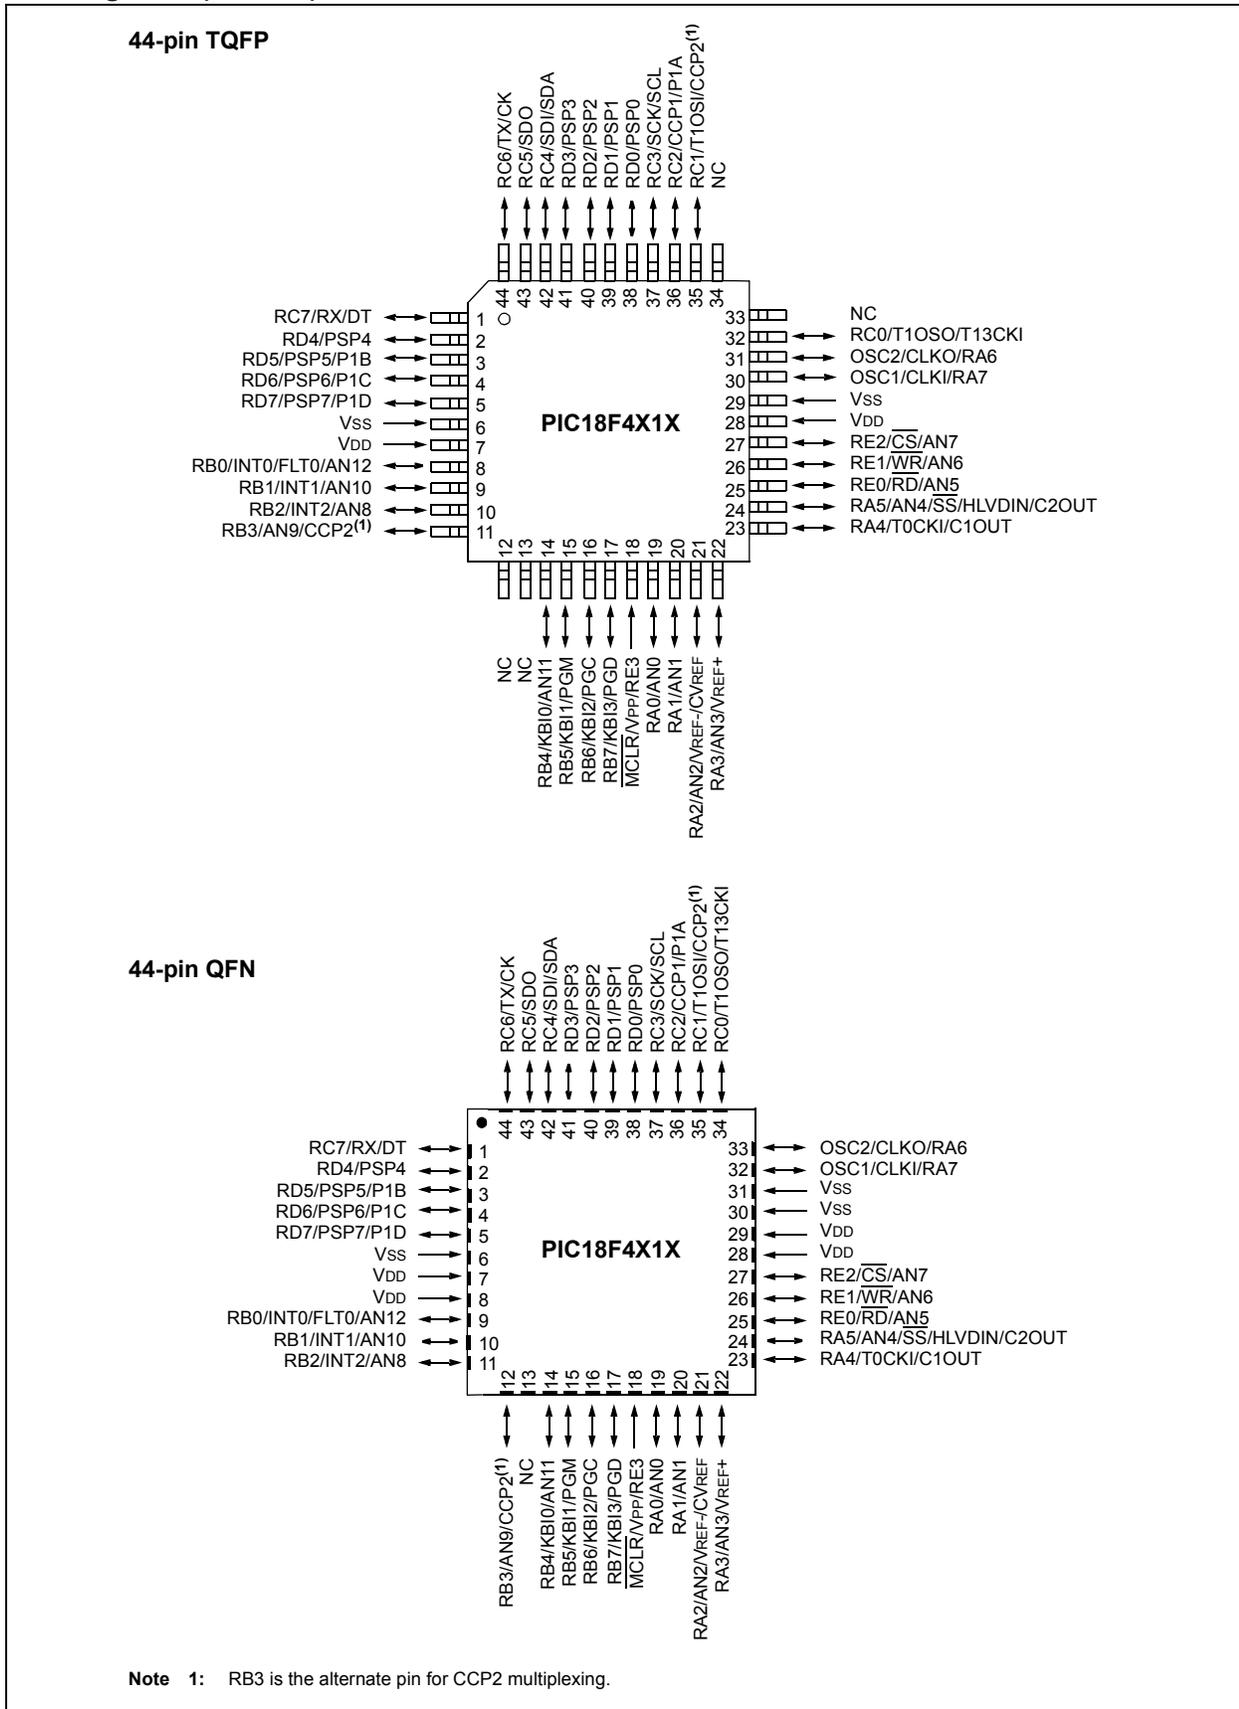 44-pin TQFP
RC6/TX/CK
RC5/SDO
RC4/SDI/SDA
RD3/PSP3
RD2/PSP2
RD1/PSP1
RD0/PSP0
RC3/SCK/SCL
RC2/CCP1/P1A
RC1/T1OSI/CCP2(1)
NC
44
43
42
41
40
39
38
37
36
35
34
RC7/RX/DT 1
RD4/PSP4 2
RD5/PSP5/P1B 3
RD6/PSP6/P1C 4
RD7/PSP7/P1D 5
VSS 6
VDD 7
RB0/INT0/FLT0/AN12 8
RB1/INT1/AN10 9
RB2/INT2/AN8 10
RB3/AN9/CCP2(1) 11
PIC18F4X1X
33 NC
32 RC0/T1OSO/T13CKI
31 OSC2/CLKO/RA6
30 OSC1/CLKI/RA7
29 VSS
28 VDD
27 RE2/CS/AN7
26 RE1/WR/AN6
25 RE0/RD/AN5
24 RA5/AN4/SS/HLVDIN/C2OUT
23 RA4/T0CKI/C1OUT
12
13
14
15
16
17
18
19
20
21
22
NC
NC
RB4/KBI0/AN11
RB5/KBI1/PGM
RB6/KBI2/PGC
RB7/KBI3/PGD
MCLR/VPP/RE3
RA0/AN0
RA1/AN1
RA2/AN2/VREF-/CVREF
RA3/AN3/VREF+
44-pin QFN
RC6/TX/CK
RC5/SDO
RC4/SDI/SDA
RD3/PSP3
RD2/PSP2
RD1/PSP1
RD0/PSP0
RC3/SCK/SCL
RC2/CCP1/P1A
RC1/T1OSI/CCP2(1)
RC0/T1OSO/T13CKI
44
43
42
41
40
39
38
37
36
35
34
RC7/RX/DT 1
RD4/PSP4 2
RD5/PSP5/P1B 3
RD6/PSP6/P1C 4
RD7/PSP7/P1D 5
VSS 6
VDD 7
VDD 8
RB0/INT0/FLT0/AN12 9
RB1/INT1/AN10 10
RB2/INT2/AN8 11
PIC18F4X1X
33 OSC2/CLKO/RA6
32 OSC1/CLKI/RA7
31 VSS
30 VSS
29 VDD
28 VDD
27 RE2/CS/AN7
26 RE1/WR/AN6
25 RE0/RD/AN5
24 RA5/AN4/SS/HLVDIN/C2OUT
23 RA4/T0CKI/C1OUT
12
13
14
15
16
17
18
19
20
21
22
RB3/AN9/CCP2(1)
NC
RB4/KBI0/AN11
RB5/KBI1/PGM
RB6/KBI2/PGC
RB7/KBI3/PGD
MCLR/VPP/RE3
RA0/AN0
RA1/AN1
RA2/AN2/VREF-/CVREF
RA3/AN3/VREF+
Note 1: RB3 is the alternate pin for CCP2 multiplexing.